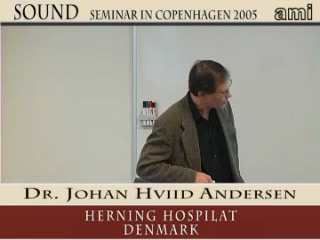 SOUND SEMINAR IN COPENHAGEN 2005 ami
DR. JOHAN HVIID ANDERSEN
HERNING HOSPILAT
DENMARK